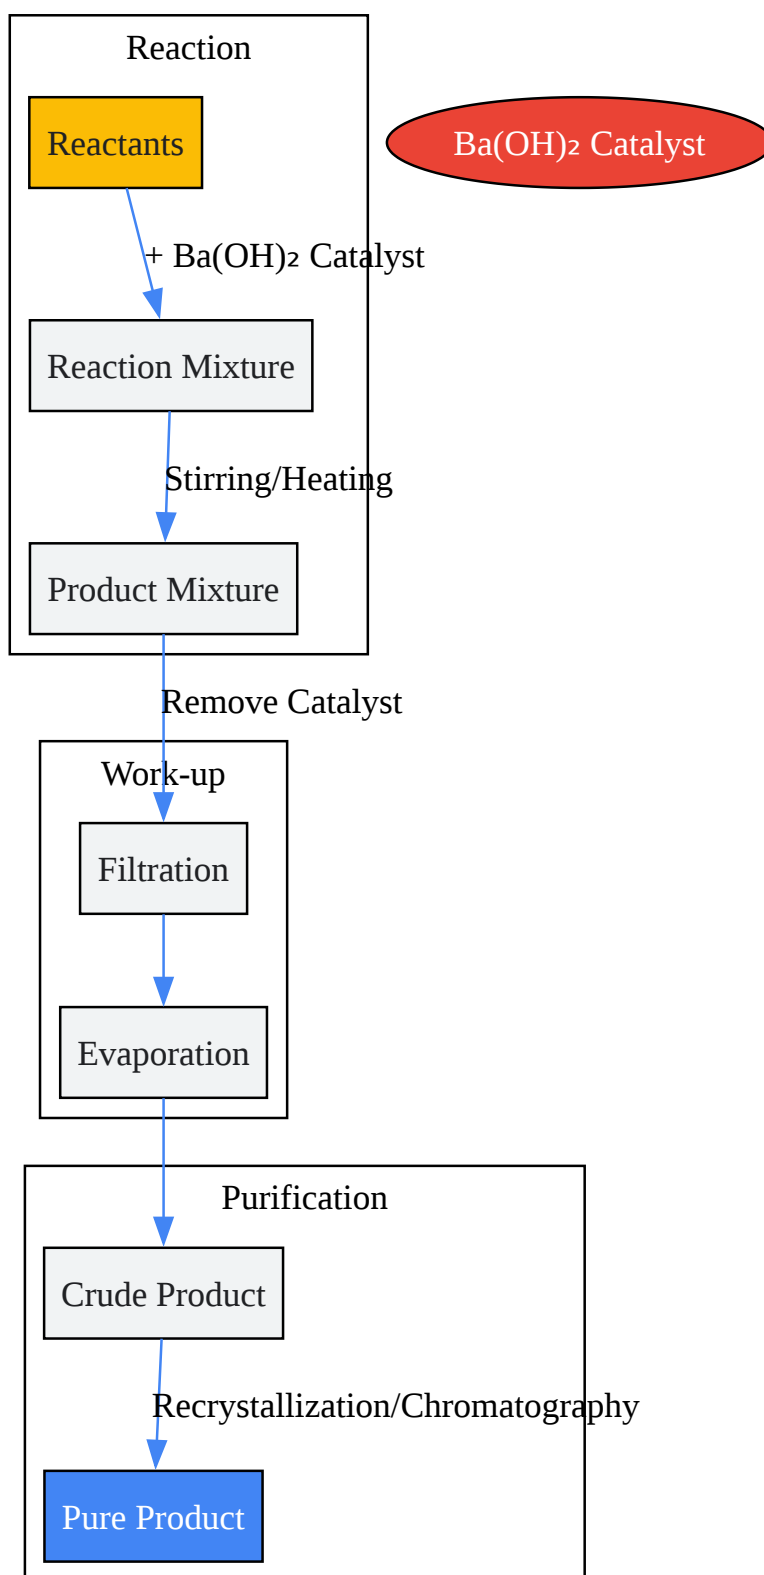 Reaction
Reactants
Ba(OH)₂ Catalyst
+ Ba(OH)₂ Catalyst
Reaction Mixture
Stirring/Heating
Product Mixture
Remove Catalyst
Work-up
Filtration
Evaporation
Purification
Crude Product
Recrystallization/Chromatography
Pure Product